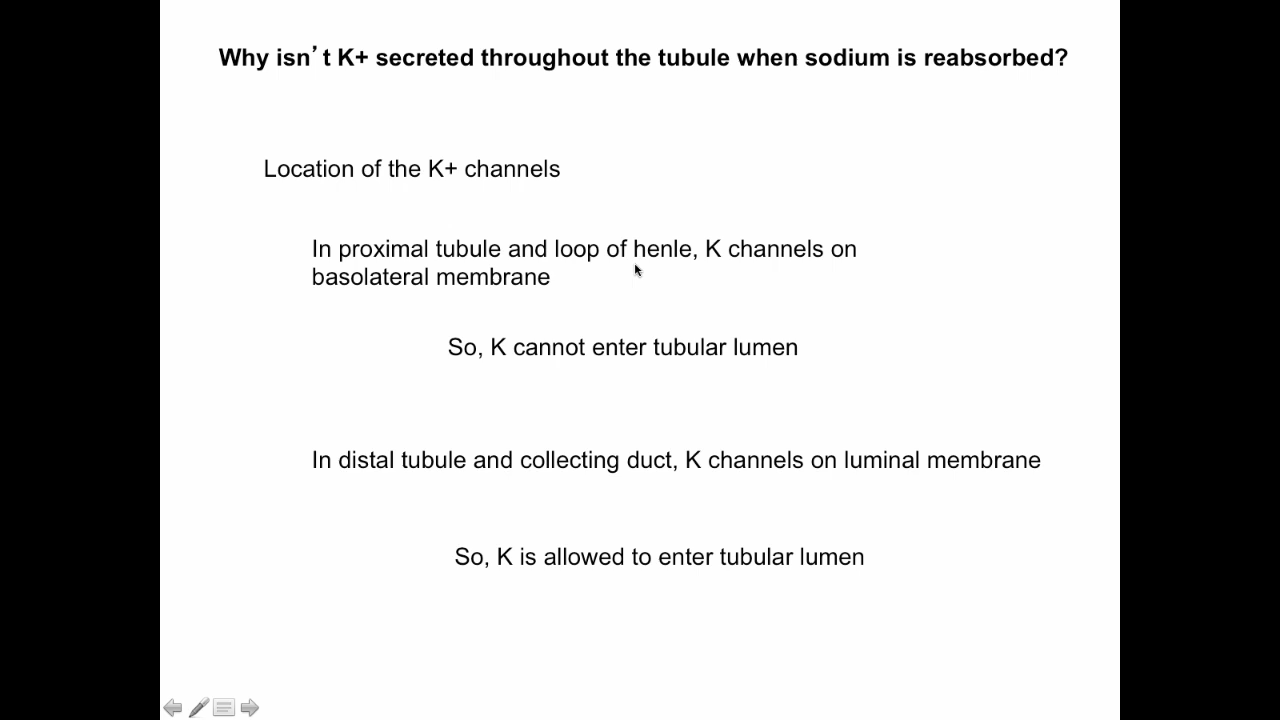 Why isn’t K+ secreted throughout the tubule when sodium is reabsorbed?
Location of the K+ channels
In proximal tubule and loop of henle, K channels on
basolateral membrane
So, K cannot enter tubular lumen
In distal tubule and collecting duct, K channels on luminal membrane
So, K is allowed to enter tubular lumen